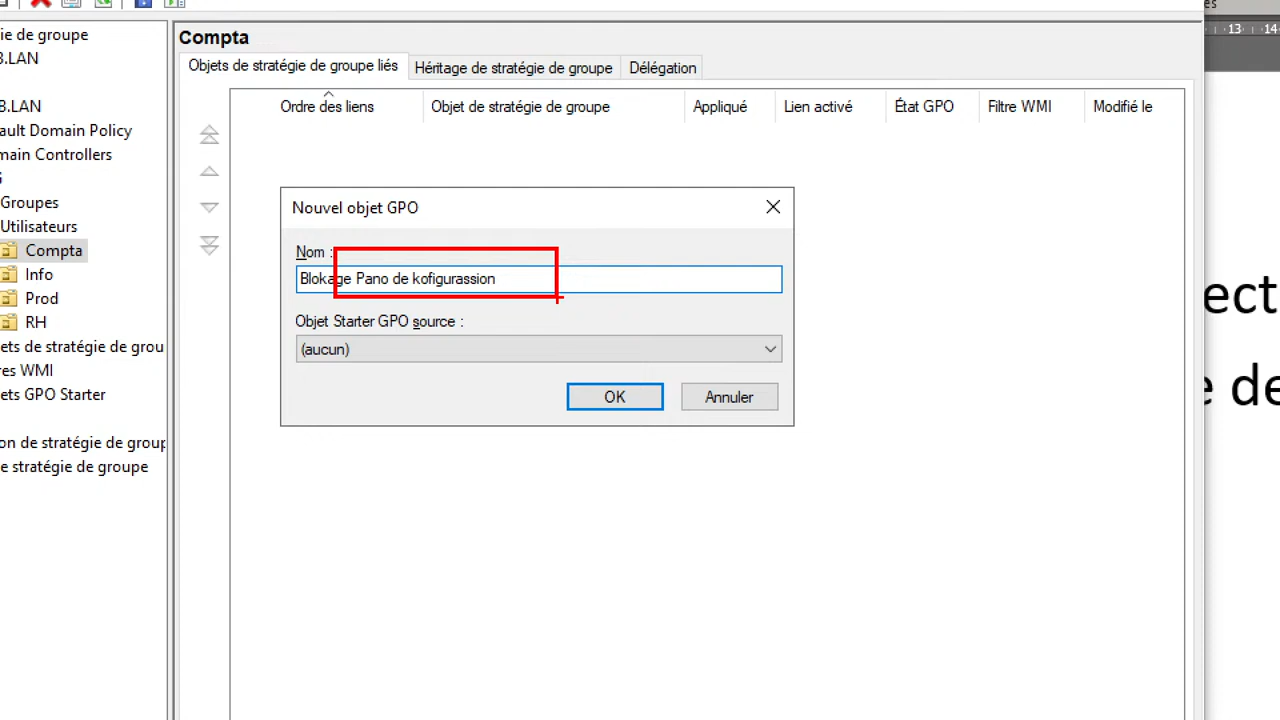 es
13 14
ie de groupe
Compta
B.LAN
Objets de stratégie de groupe liés
Héritage de stratégie de groupe
Délégation
B.LAN
Ordre des liens
Objet de stratégie de groupe
Appliqué
Lien activé
État GPO
Filtre WMI
Modifié le
ault Domain Policy
main Controllers
Groupes
Utilisateurs
Compta
Info
Prod
RH
ets de stratégie de grou
res WMI
ets GPO Starter
on de stratégie de group
e stratégie de groupe
Nouvel objet GPO
Nom :
Blokage Pano de kofigurassion
Objet Starter GPO source :
(aucun)
OK
Annuler
ect
e de